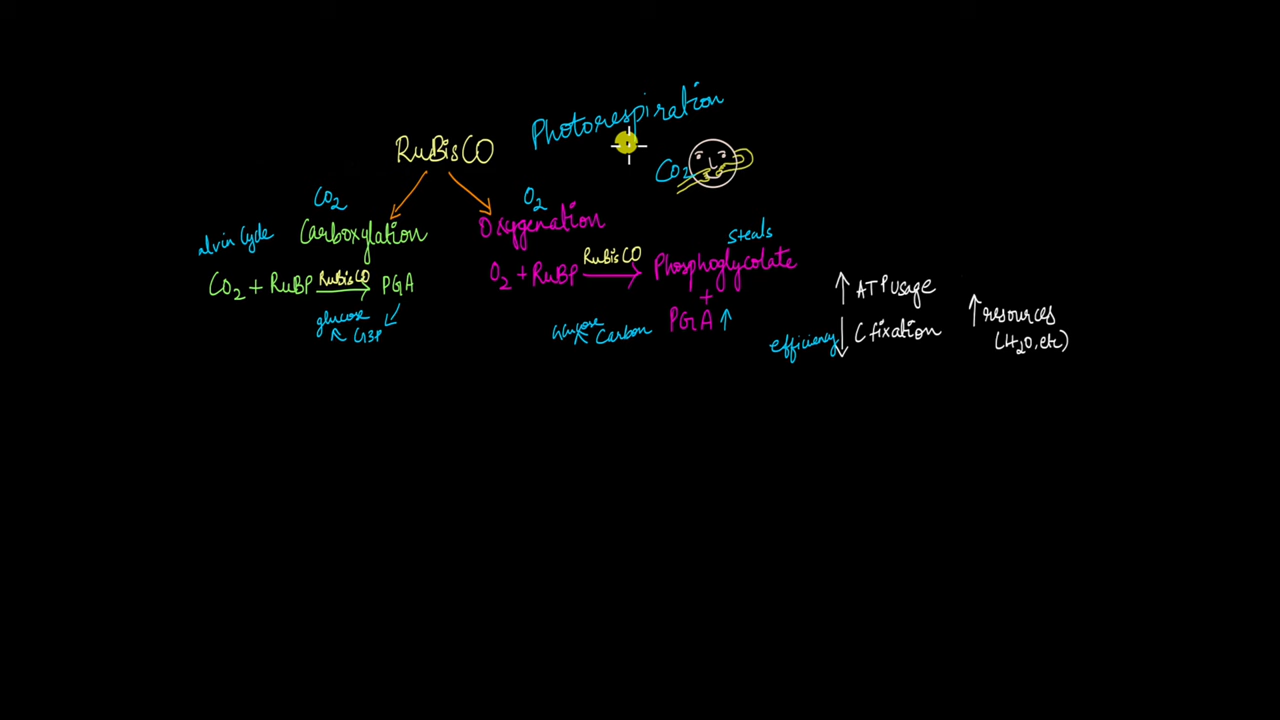 Photorespiration
RuBisCO
CO2
CO2
O2
Carboxylation
Oxygenation
alvin Cycle
steals
CO2 + RuBP RuBisCO PGA
O2 + RuBP RuBisCO Phosphoglycolate
+
PGA ↑
glucose
G3P
Glucose
Carbon
↑ ATP usage
efficiency ↓ C fixation
↑ resources
(H2O, etc)